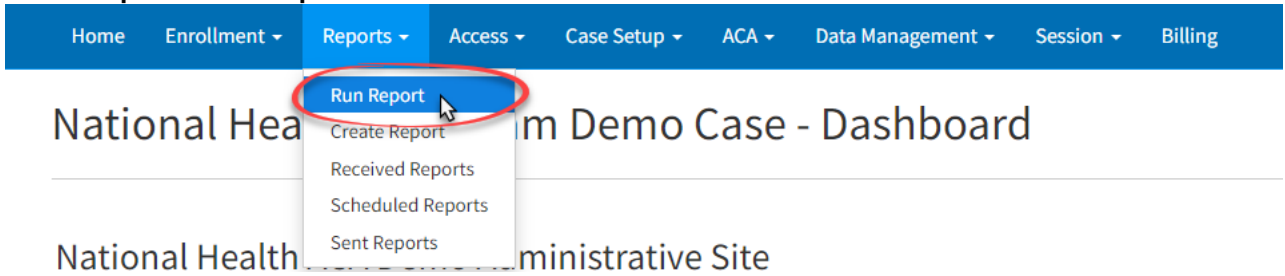 Home Enrollment Reports Access Case Setup ACA Data Management Session Billing
Run Report
National Hea m Demo Case - Dashboard
Create Report
Received Reports
Scheduled Reports
Sent Reports
National Health ministrative Site